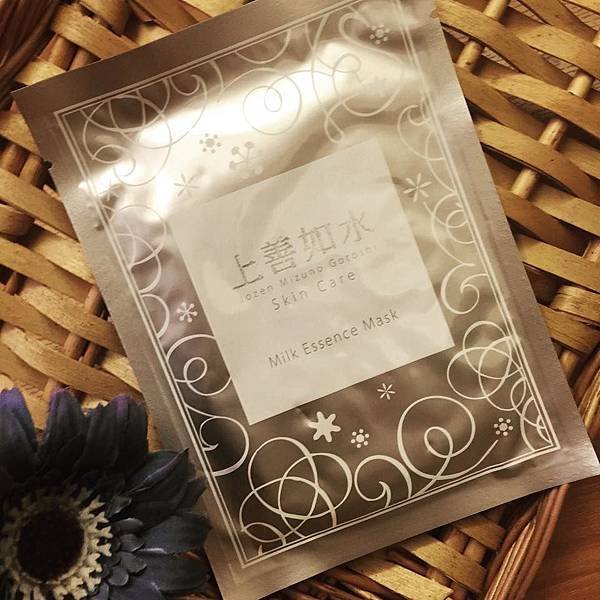 上善如水
Jozen Mizuno Gotoshi
Skin Care
Milk Essence Mask